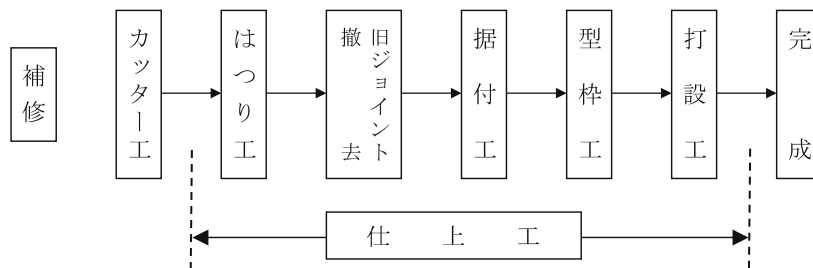 補修
カッター工
はつり工
旧ジョイント
撤去
据付工
型枠工
打設工
完成
仕上工